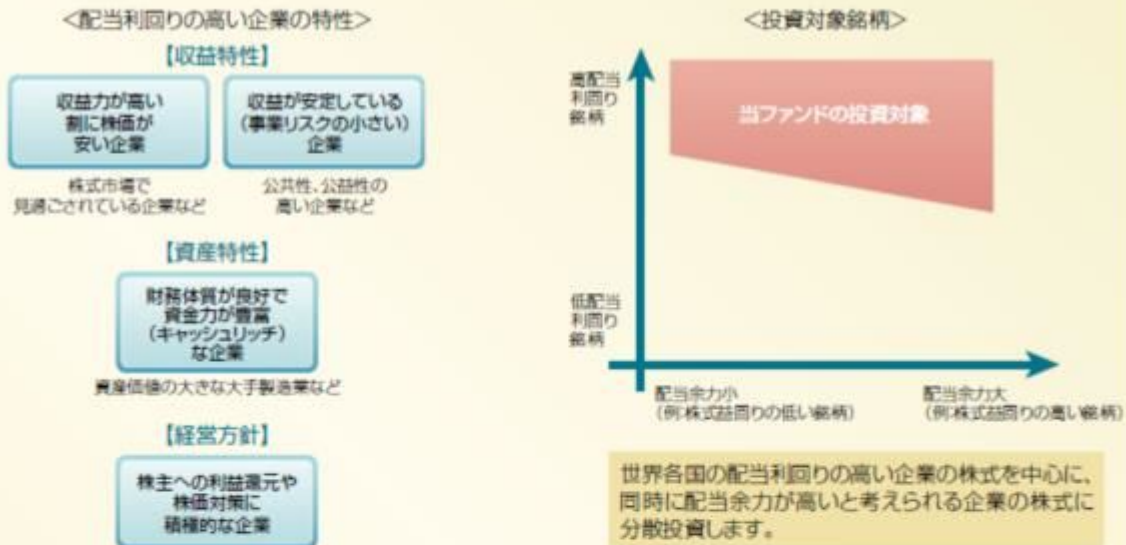 ＜配当利回りの高い企業の特性＞
【収益特性】
収益力が高い
割に株価が
安い企業
収益が安定している
(事業リスクの小さい)
企業
株式市場で
見過ごされている企業など
公共性、公益性の
高い企業など
【資産特性】
財務体質が良好で
資金力が豊富
(キャッシュリッチ)
な企業
資産価値の大きな大手製造業など
【経営方針】
株主への利益還元や
株価対策に
積極的な企業
＜投資対象銘柄＞
高配当
利回り
銘柄
当ファンドの投資対象
低配当
利回り
銘柄
配当余力小
(例:株式益回りの低い銘柄)
配当余力大
(例:株式益回りの高い銘柄)
世界各国の配当利回りの高い企業の株式を中心に、
同時に配当余力が高いと考えられる企業の株式に
分散投資します。